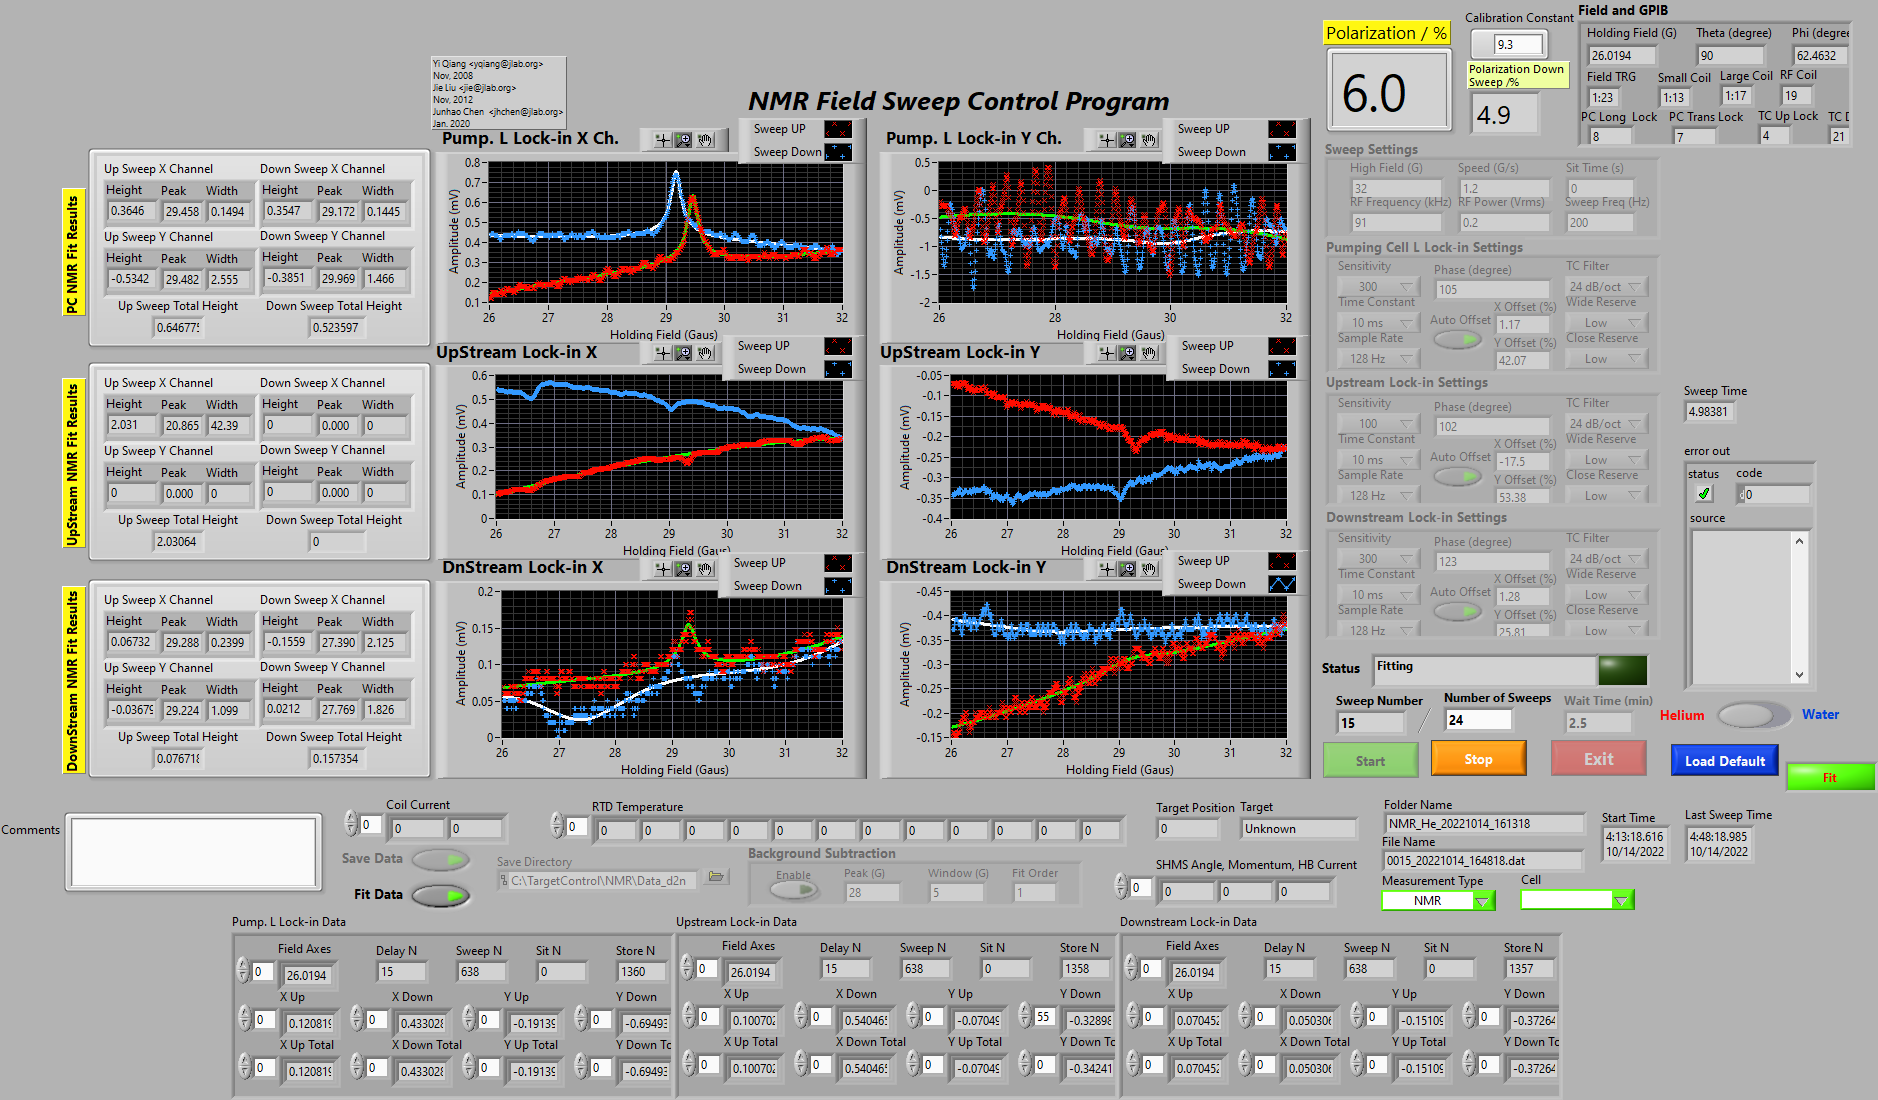 Yi Qiang <yqiang@jlab.org>
Nov, 2008
Jie Liu <jie@jlab.org>
Nov, 2012
Junhao Chen <jhchen@jlab.org>
Jan. 2020
NMR Field Sweep Control Program
Polarization / %
6.0
Calibration Constant
9.3
Polarization Down
Sweep /%
4.9
Field and GPIB
Holding Field (G) Theta (degree) Phi (degree
26.0194 90 62.4632
Field TRG Small Coil Large Coil RF Coil
1:23 1:13 1:17 19
PC Long Lock PC Trans Lock TC Up Lock TC D
8 7 4 21
PC NMR Fit Results
Up Sweep X Channel Down Sweep X Channel
Height Peak Width Height Peak Width
0.3646 29.458 0.1494 0.3547 29.172 0.1445
Up Sweep Y Channel Down Sweep Y Channel
Height Peak Width Height Peak Width
-0.5342 29.482 2.555 -0.3851 29.969 1.466
Up Sweep Total Height Down Sweep Total Height
0.646775 0.523597
UpStream NMR Fit Results
Up Sweep X Channel Down Sweep X Channel
Height Peak Width Height Peak Width
2.031 20.865 42.39 0 0.000 0
Up Sweep Y Channel Down Sweep Y Channel
Height Peak Width Height Peak Width
0 0.000 0 0 0.000 0
Up Sweep Total Height Down Sweep Total Height
2.03064 0
DownStream NMR Fit Results
Up Sweep X Channel Down Sweep X Channel
Height Peak Width Height Peak Width
0.06732 29.288 0.2399 -0.1559 27.390 2.125
Up Sweep Y Channel Down Sweep Y Channel
Height Peak Width Height Peak Width
-0.03679 29.224 1.099 0.0212 27.769 1.826
Up Sweep Total Height Down Sweep Total Height
0.076718 0.157354
Pump. L Lock-in X Ch.
Sweep UP
Sweep Down
Amplitude (mV)
0.8
0.7
0.6
0.5
0.4
0.3
0.2
0.1
26 27 28 29 30 31 32
Holding Field (Gaus)
Pump. L Lock-in Y Ch.
Sweep UP
Sweep Down
Amplitude (mV)
0.5
0
-0.5
-1
-1.5
-2
26 28 30 32
Holding Field (Gaus)
UpStream Lock-in X
Sweep UP
Sweep Down
Amplitude (mV)
0.6
0.5
0.4
0.3
0.2
0.1
0
26 27 28 29 30 31 32
Holding Field (Gaus)
UpStream Lock-in Y
Sweep UP
Sweep Down
Amplitude (mV)
-0.05
-0.1
-0.15
-0.2
-0.25
-0.3
-0.35
-0.4
26 27 28 29 30 31 32
Holding Field (Gaus)
DnStream Lock-in X
Sweep UP
Sweep Down
Amplitude (mV)
0.2
0.15
0.1
0.05
0
26 27 28 29 30 31 32
Holding Field (Gaus)
DnStream Lock-in Y
Sweep UP
Sweep Down
Amplitude (mV)
-0.45
-0.4
-0.35
-0.3
-0.25
-0.2
-0.15
26 27 28 29 30 31 32
Holding Field (Gaus)
Sweep Settings
High Field (G) Speed (G/s) Sit Time (s)
32 1.2 0
RF Frequency (kHz) RF Power (Vrms) Sweep Freq (Hz)
91 0.2 200
Pumping Cell L Lock-in Settings
Sensitivity Phase (degree) TC Filter
300 105 24 dB/oct
Time Constant X Offset (%) Wide Reserve
10 ms Auto Offset 1.17 Low
Sample Rate Y Offset (%) Close Reserve
128 Hz 42.07 Low
Upstream Lock-in Settings
Sensitivity Phase (degree) TC Filter
100 102 24 dB/oct
Time Constant X Offset (%) Wide Reserve
10 ms Auto Offset -17.5 Low
Sample Rate Y Offset (%) Close Reserve
128 Hz 53.38 Low
Downstream Lock-in Settings
Sensitivity Phase (degree) TC Filter
300 123 24 dB/oct
Time Constant X Offset (%) Wide Reserve
10 ms Auto Offset 1.28 Low
Sample Rate Y Offset (%) Close Reserve
128 Hz 25.81 Low
Sweep Time
4.98381
error out
status code
0
source
Status Fitting
Sweep Number Number of Sweeps Wait Time (min)
15 / 24 2.5
Helium Water
Start Stop Exit Load Default
Fit
Comments
Coil Current
0 0 0
RTD Temperature
0 0 0 0 0 0 0 0 0 0 0 0 0
Target Position Target
0 Unknown
Folder Name
NMR_He_20221014_161318
File Name
0015_20221014_164818.dat
Start Time Last Sweep Time
4:13:18.616 4:48:18.985
10/14/2022 10/14/2022
Save Data
Fit Data
Save Directory
C:\TargetControl\NMR\Data_d2n
Background Subtraction
Enable Peak (G) Window (G) Fit Order
28 5 1
SHMS Angle, Momentum, HB Current
0 0 0 0
Measurement Type Cell
NMR
Pump. L Lock-in Data
Field Axes Delay N Sweep N Sit N Store N
0 26.0194 15 638 0 1360
X Up X Down Y Up Y Down
0 0.120819 0 0.433028 0 -0.19139 0 -0.69493
X Up Total X Down Total Y Up Total Y Down To
0 0.120819 0 0.433028 0 -0.19139 0 -0.69493
Upstream Lock-in Data
Field Axes Delay N Sweep N Sit N Store N
0 26.0194 15 638 0 1358
X Up X Down Y Up Y Down
0 0.100702 0 0.540465 0 -0.07049 55 -0.32898
X Up Total X Down Total Y Up Total Y Down Tc
0 0.100702 0 0.540465 0 -0.07049 0 -0.34241
Downstream Lock-in Data
Field Axes Delay N Sweep N Sit N Store N
0 26.0194 15 638 0 1357
X Up X Down Y Up Y Down
0 0.070452 0 0.050306 0 -0.15109 0 -0.37264
X Up Total X Down Total Y Up Total Y Down Tc
0 0.070452 0 0.050306 0 -0.15109 0 -0.37264